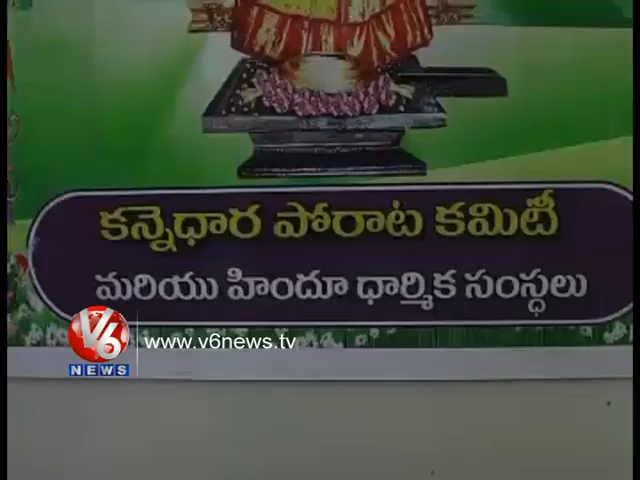 కన్నెధార పోరాట కమిటీ
మరియు హిందూ ధార్మిక సంస్థలు
V6
NEWS
www.v6news.tv